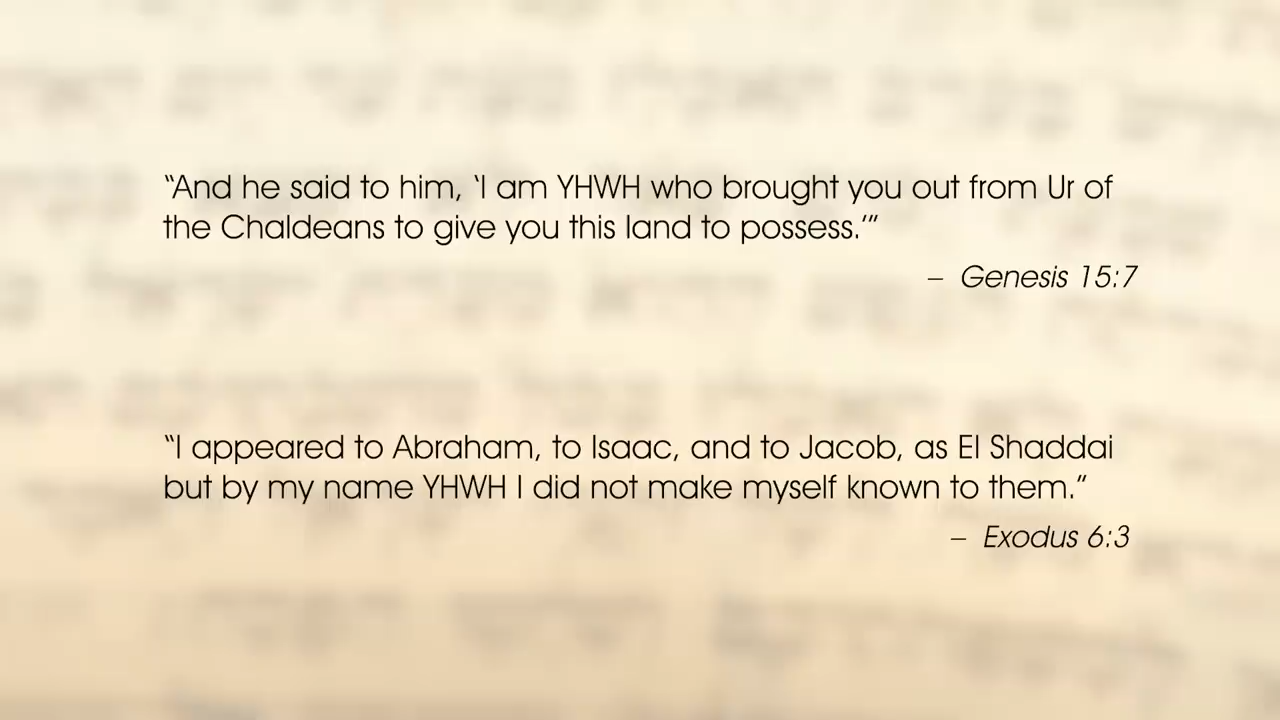 “And he said to him, ‘I am YHWH who brought you out from Ur of
the Chaldeans to give you this land to possess.’”
– Genesis 15:7
“I appeared to Abraham, to Isaac, and to Jacob, as El Shaddai
but by my name YHWH I did not make myself known to them.”
– Exodus 6:3